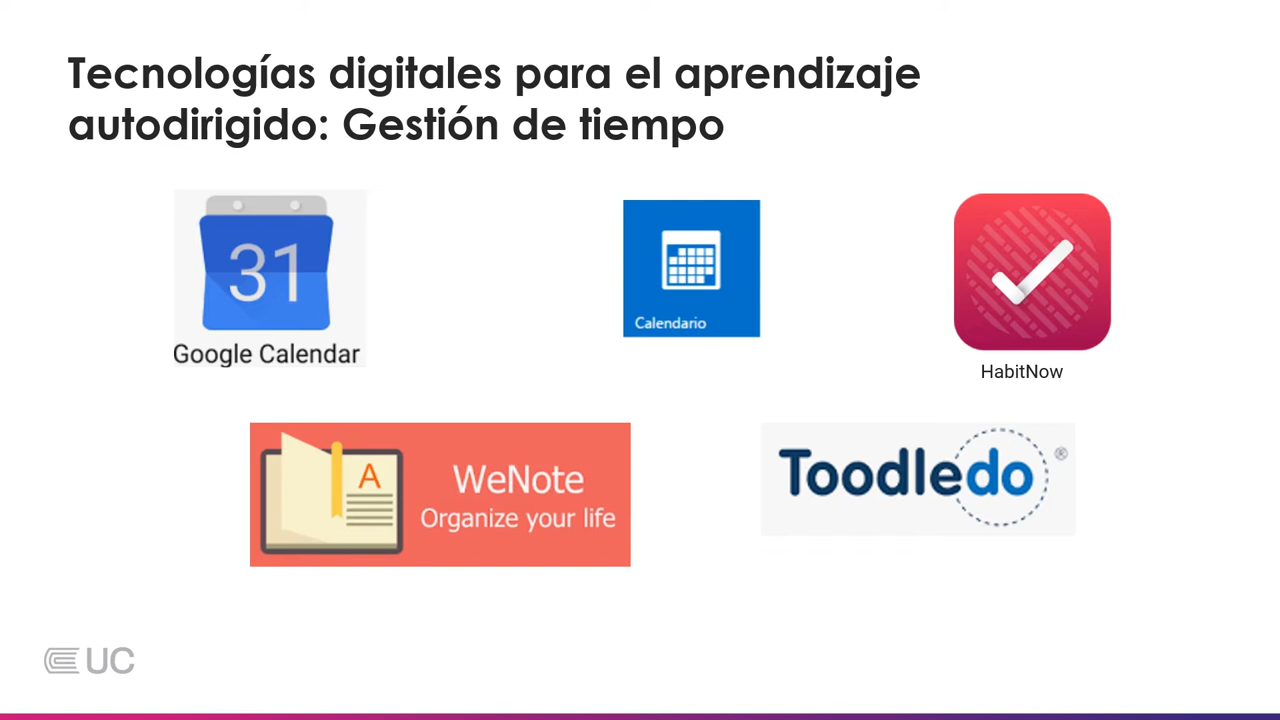 Tecnologías digitales para el aprendizaje
autodirigido: Gestión de tiempo
31
Google Calendar
Calendario
HabitNow
A
WeNote
Organize your life
Toodledo®
UC